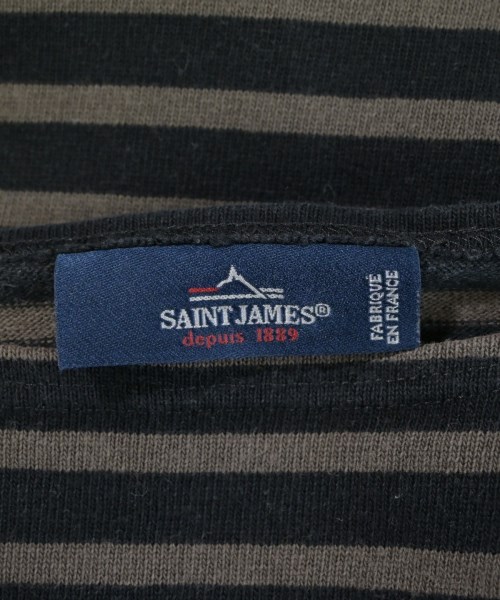 SAINT JAMES®
depuis 1889
FABRIQUÉ
EN FRANCE